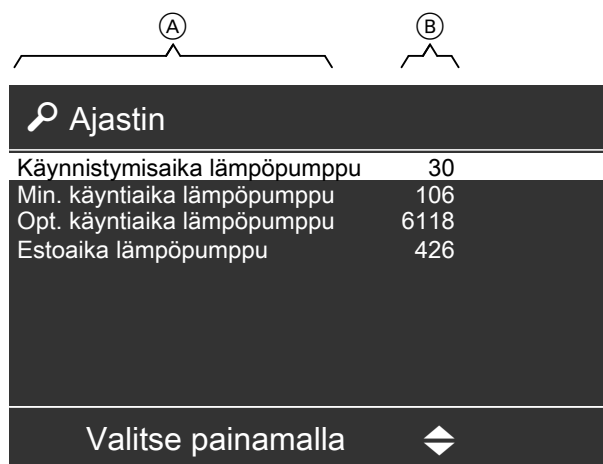 A B
Ajastin
Käynnistymisaika lämpöpumppu 30
Min. käyntiaika lämpöpumppu 106
Opt. käyntiaika lämpöpumppu 6118
Estoaika lämpöpumppu 426
Valitse painamalla